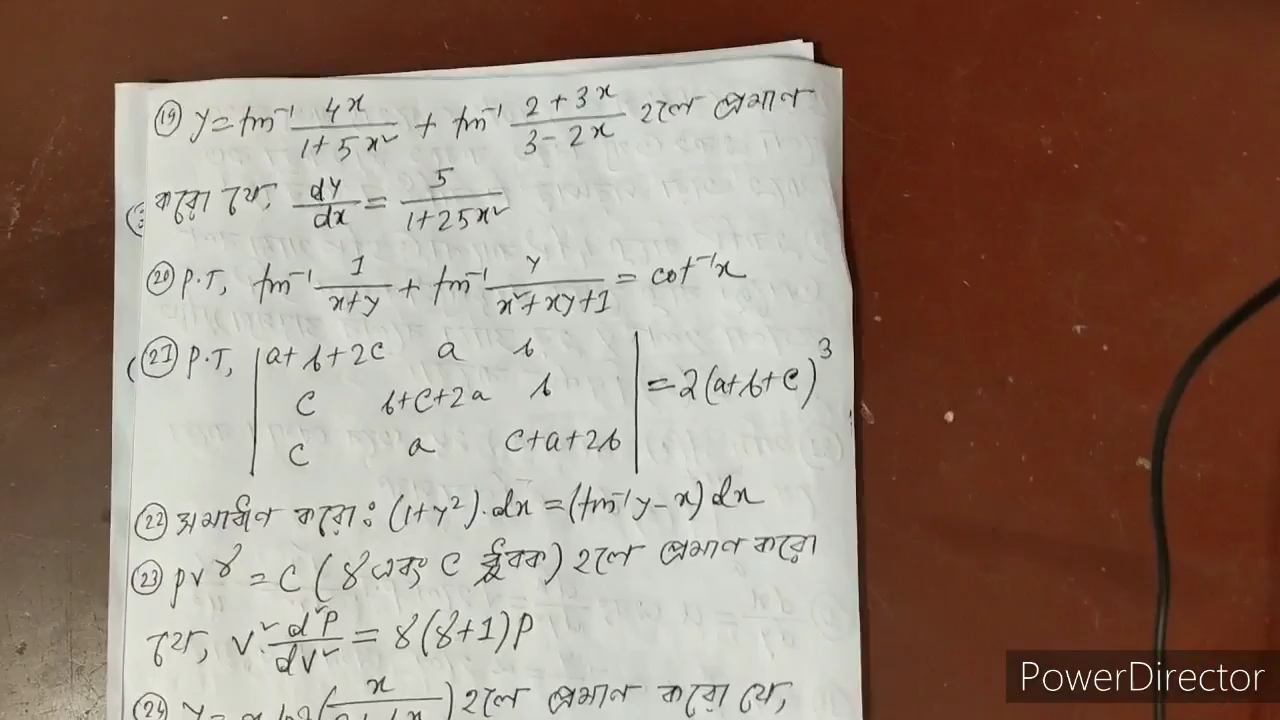 (19) y = tan⁻¹ 4x/(1+5x²) + tan⁻¹ (2+3x)/(3-2x) হলে প্রমাণ
করো যে, dy/dx = 5/(1+25x²)
(20) P.T, tan⁻¹ 1/(x+y) + tan⁻¹ y/(x²+xy+1) = cot⁻¹x
(21) P.T, | a+b+2c a b
c b+c+2a b
c a c+a+2b | = 2(a+b+c)³
(22) সমাধান করো: (1+y²).dx = (tan⁻¹y-x)dx
(23) pv^γ = c (γ এবং c ধ্রুবক) হলে প্রমাণ করো
যে, v².d²p/dv² = γ(γ+1)p
(24) y = x log(x/ ) হলে প্রমাণ করো যে,
PowerDirector